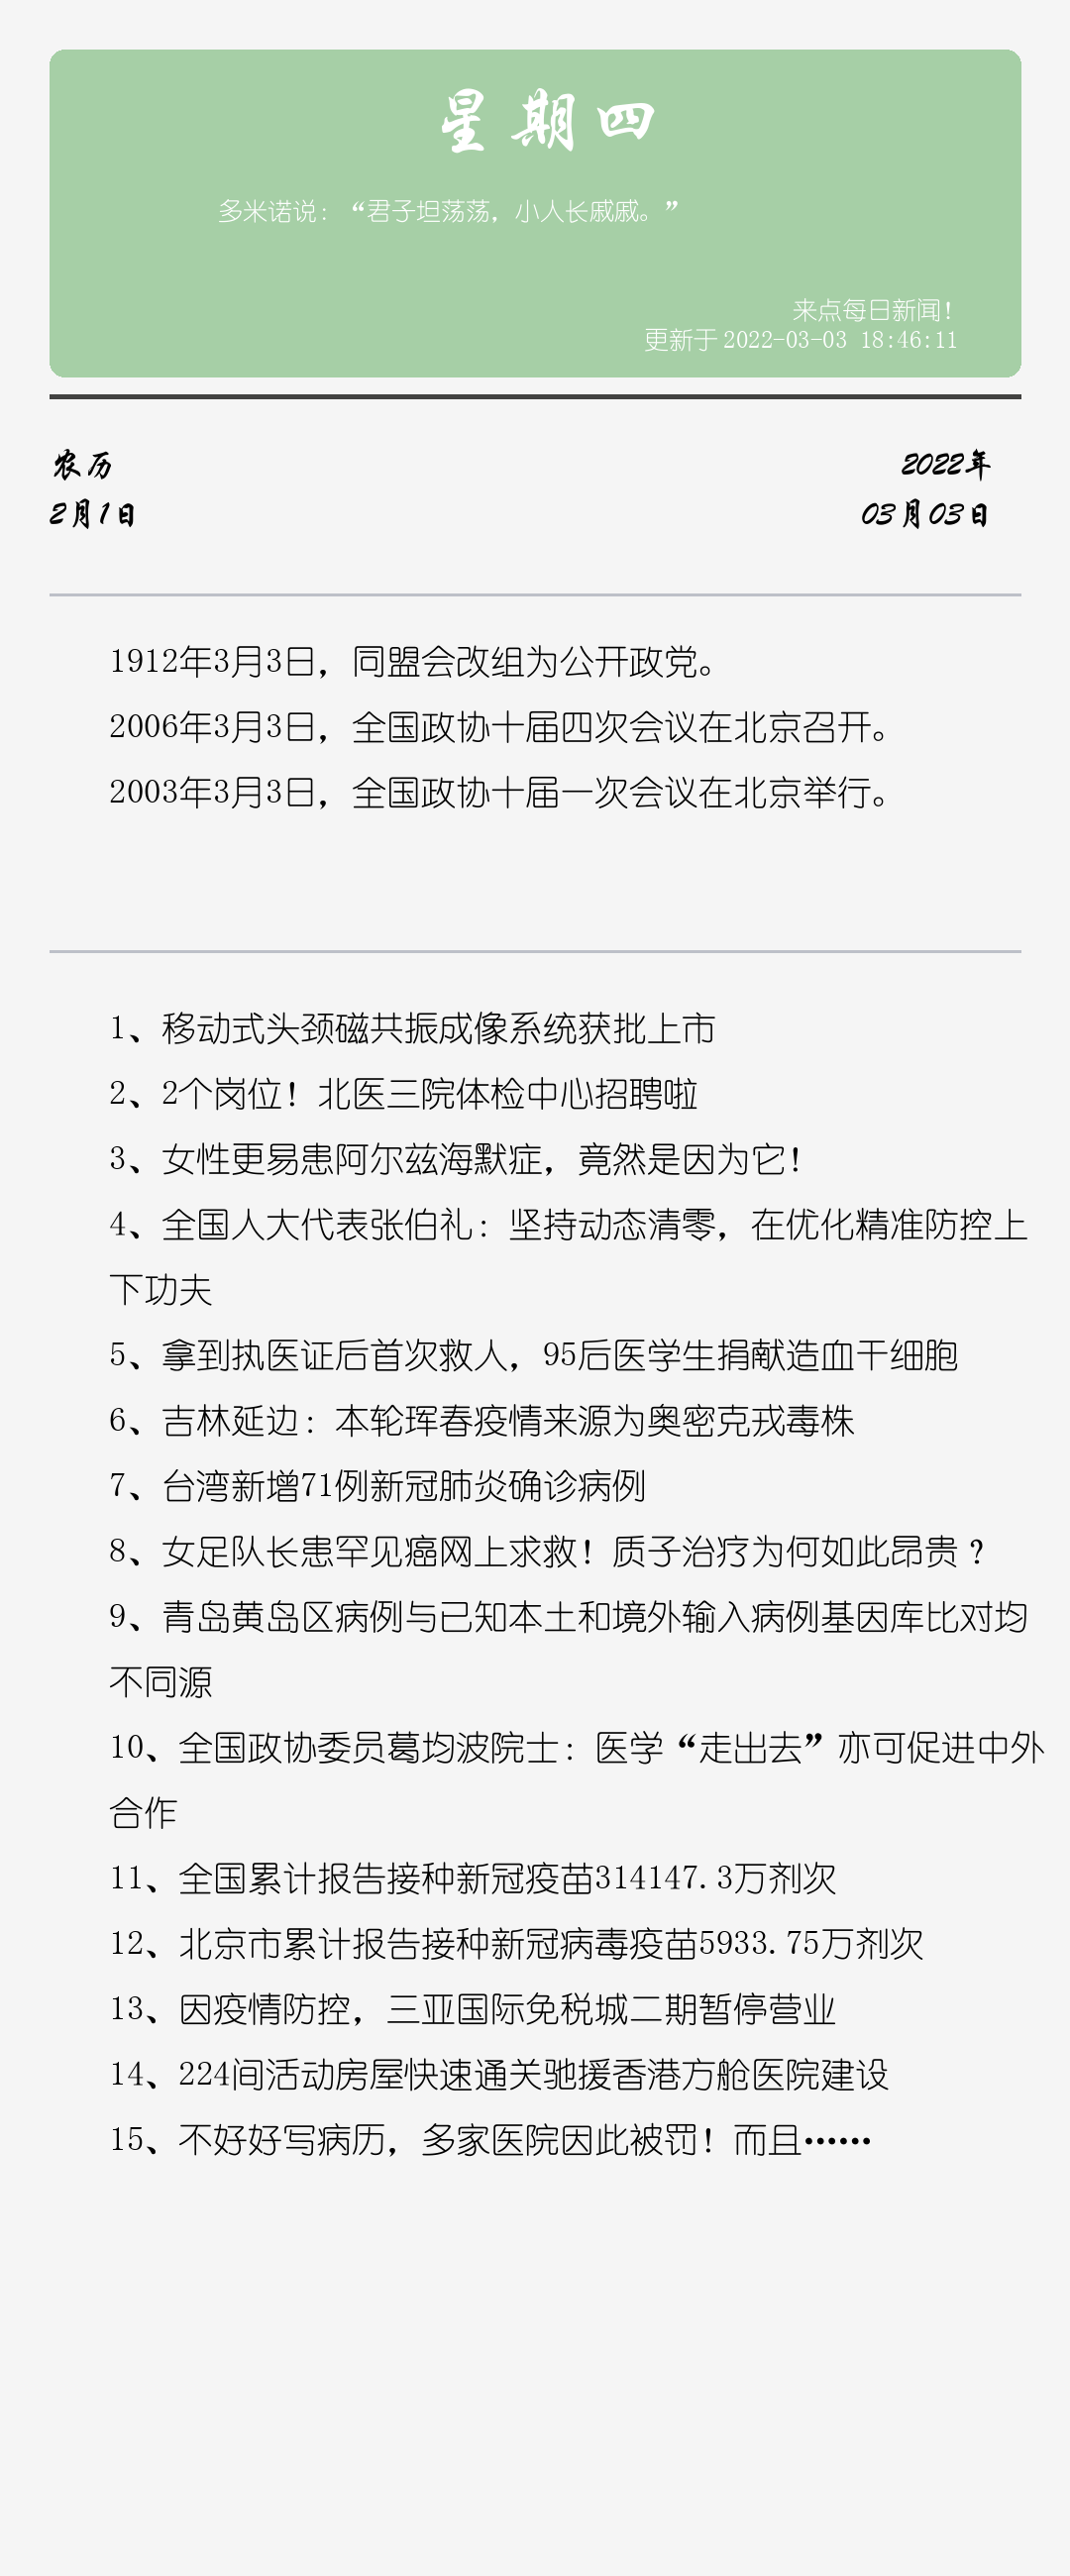 星期四
多米诺说：“君子坦荡荡，小人长戚戚。”
来点每日新闻！
更新于 2022-03-03 18:46:11
农历
2022年
2月1日
03月03日
1912年3月3日，同盟会改组为公开政党。
2006年3月3日，全国政协十届四次会议在北京召开。
2003年3月3日，全国政协十届一次会议在北京举行。
1、移动式头颈磁共振成像系统获批上市
2、2个岗位！北医三院体检中心招聘啦
3、女性更易患阿尔兹海默症，竟然是因为它！
4、全国人大代表张伯礼：坚持动态清零，在优化精准防控上
下功夫
5、拿到执医证后首次救人，95后医学生捐献造血干细胞
6、吉林延边：本轮珲春疫情来源为奥密克戎毒株
7、台湾新增71例新冠肺炎确诊病例
8、女足队长患罕见癌网上求救！质子治疗为何如此昂贵？
9、青岛黄岛区病例与已知本土和境外输入病例基因库比对均
不同源
10、全国政协委员葛均波院士：医学“走出去”亦可促进中外
合作
11、全国累计报告接种新冠疫苗314147.3万剂次
12、北京市累计报告接种新冠病毒疫苗5933.75万剂次
13、因疫情防控，三亚国际免税城二期暂停营业
14、224间活动房屋快速通关驰援香港方舱医院建设
15、不好好写病历，多家医院因此被罚！而且……